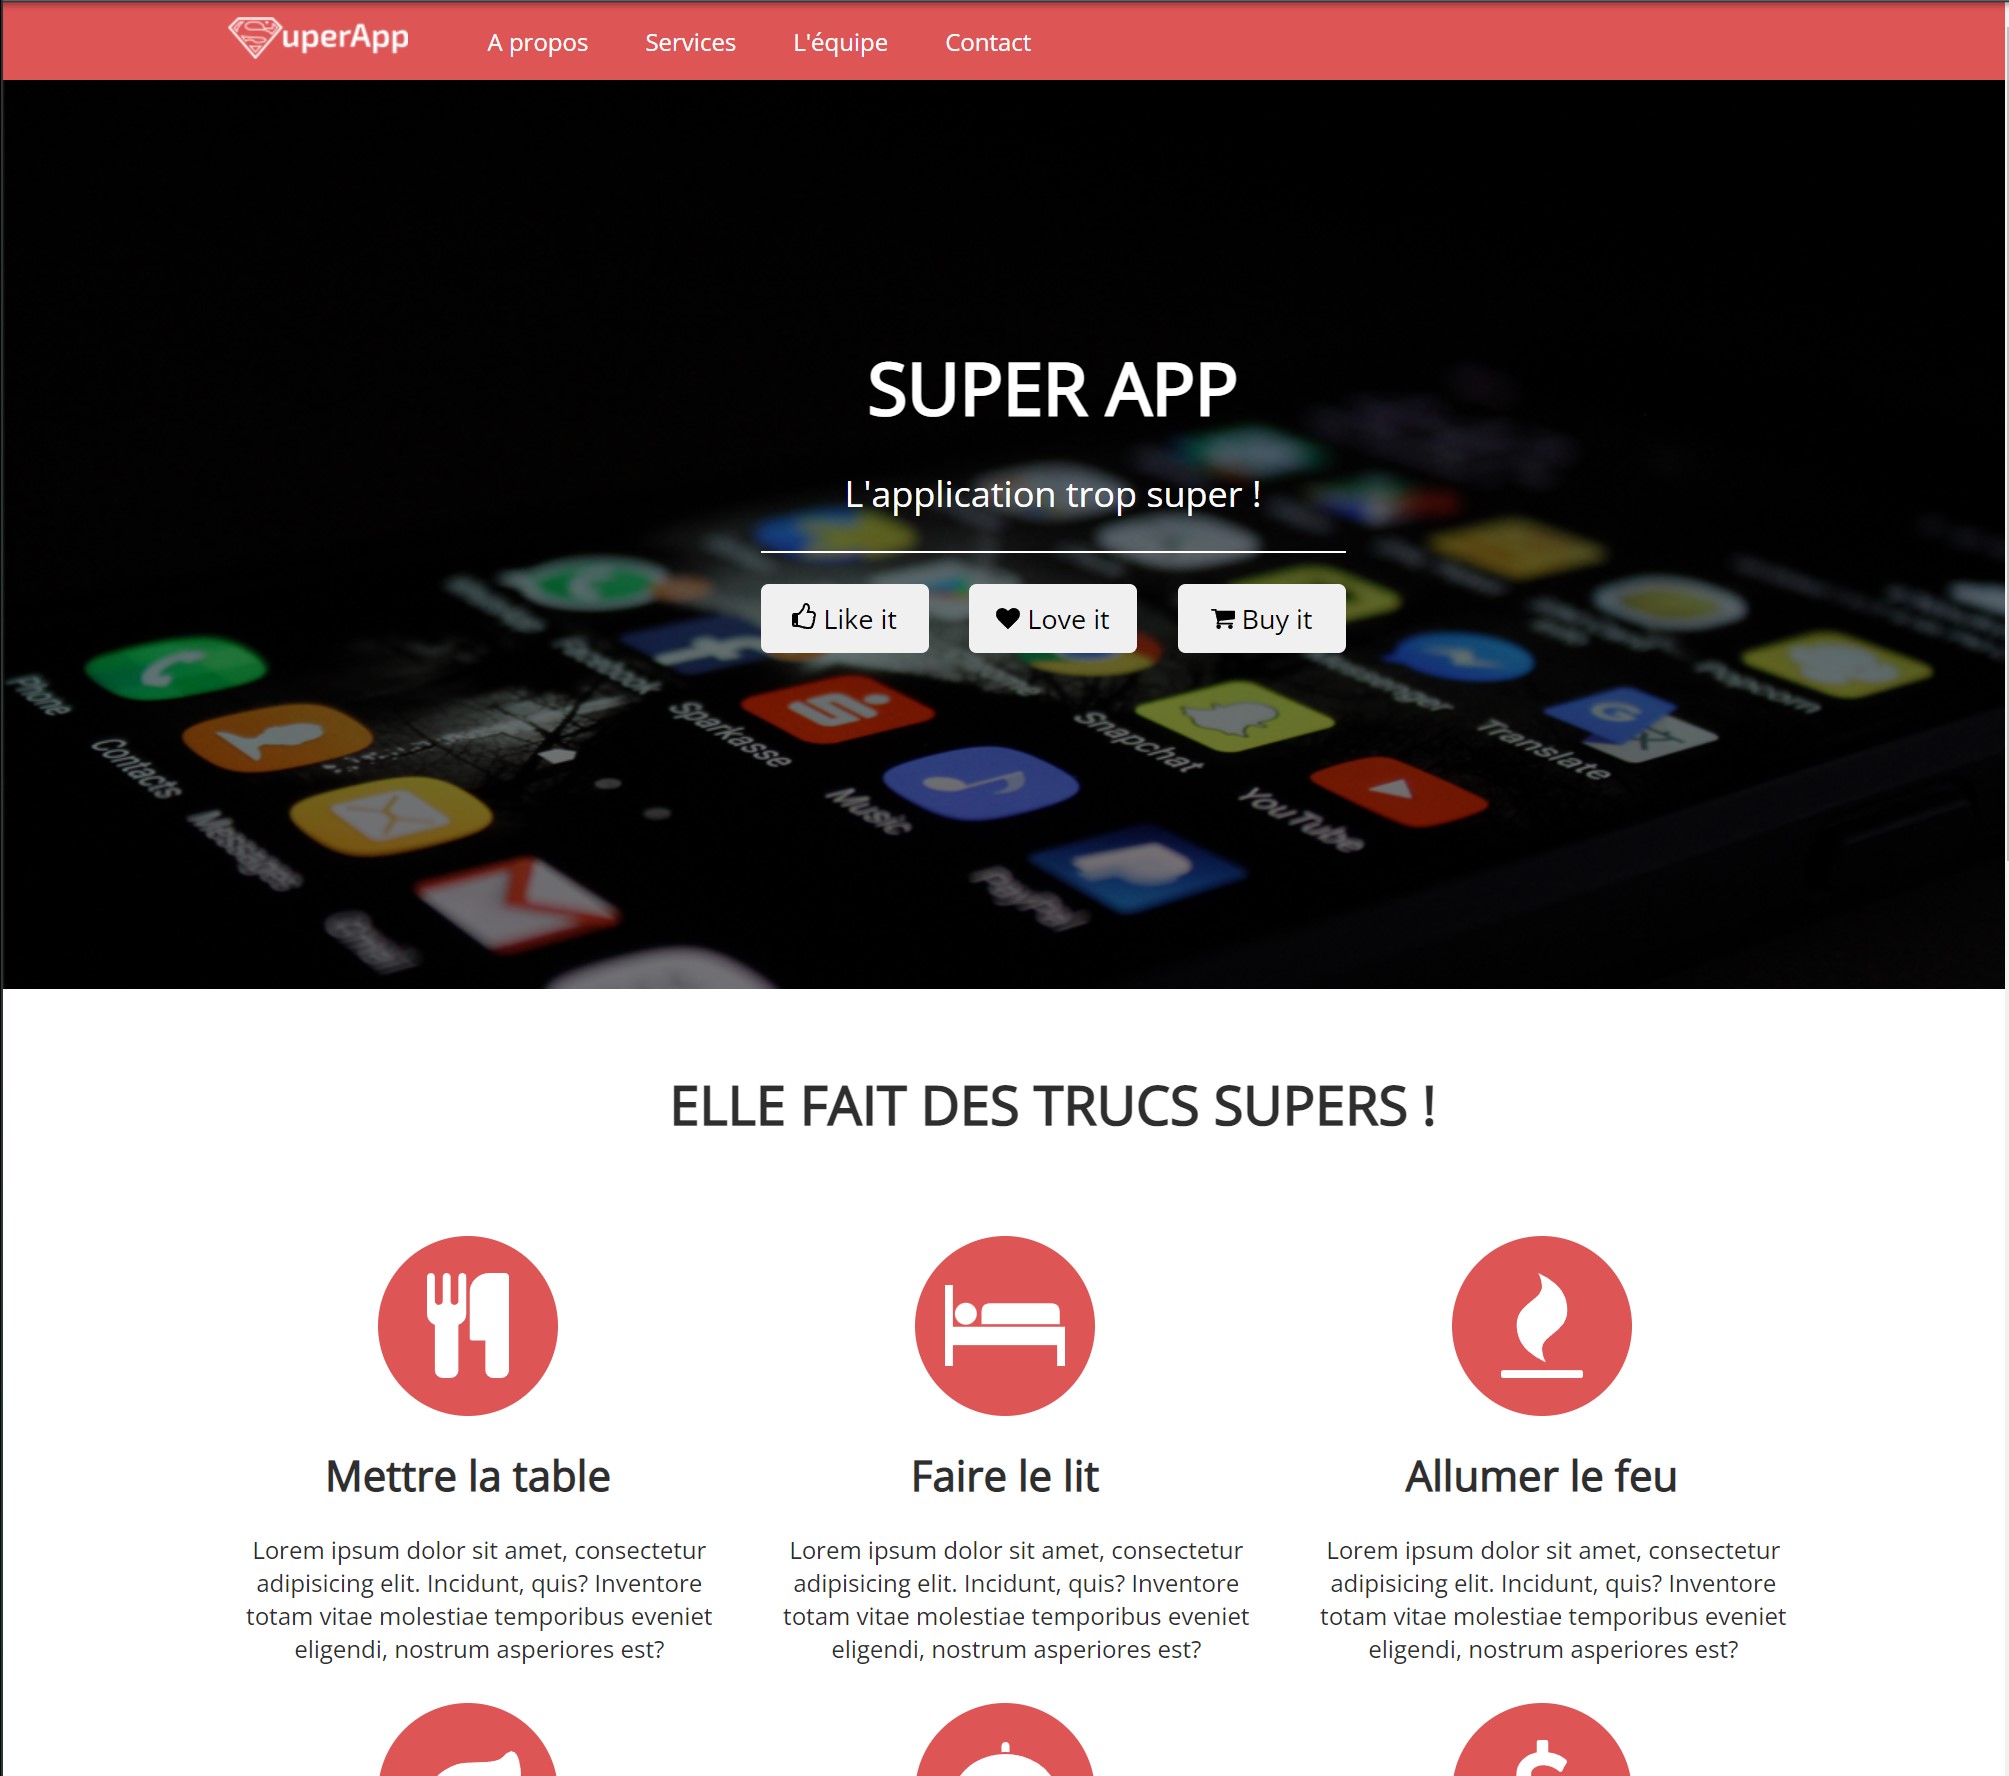 SuperApp
A propos Services L'équipe Contact
SUPER APP
L'application trop super !
Like it Love it Buy it
Phone
Contacts
Messages
Gmail
WhatsApp
Facebook
Sparkasse
Music
PayPal
Snapchat
YouTube
Messenger
Translate
Popcorn
ELLE FAIT DES TRUCS SUPERS !
Mettre la table
Lorem ipsum dolor sit amet, consectetur
adipisicing elit. Incidunt, quis? Inventore
totam vitae molestiae temporibus eveniet
eligendi, nostrum asperiores est?
Faire le lit
Lorem ipsum dolor sit amet, consectetur
adipisicing elit. Incidunt, quis? Inventore
totam vitae molestiae temporibus eveniet
eligendi, nostrum asperiores est?
Allumer le feu
Lorem ipsum dolor sit amet, consectetur
adipisicing elit. Incidunt, quis? Inventore
totam vitae molestiae temporibus eveniet
eligendi, nostrum asperiores est?